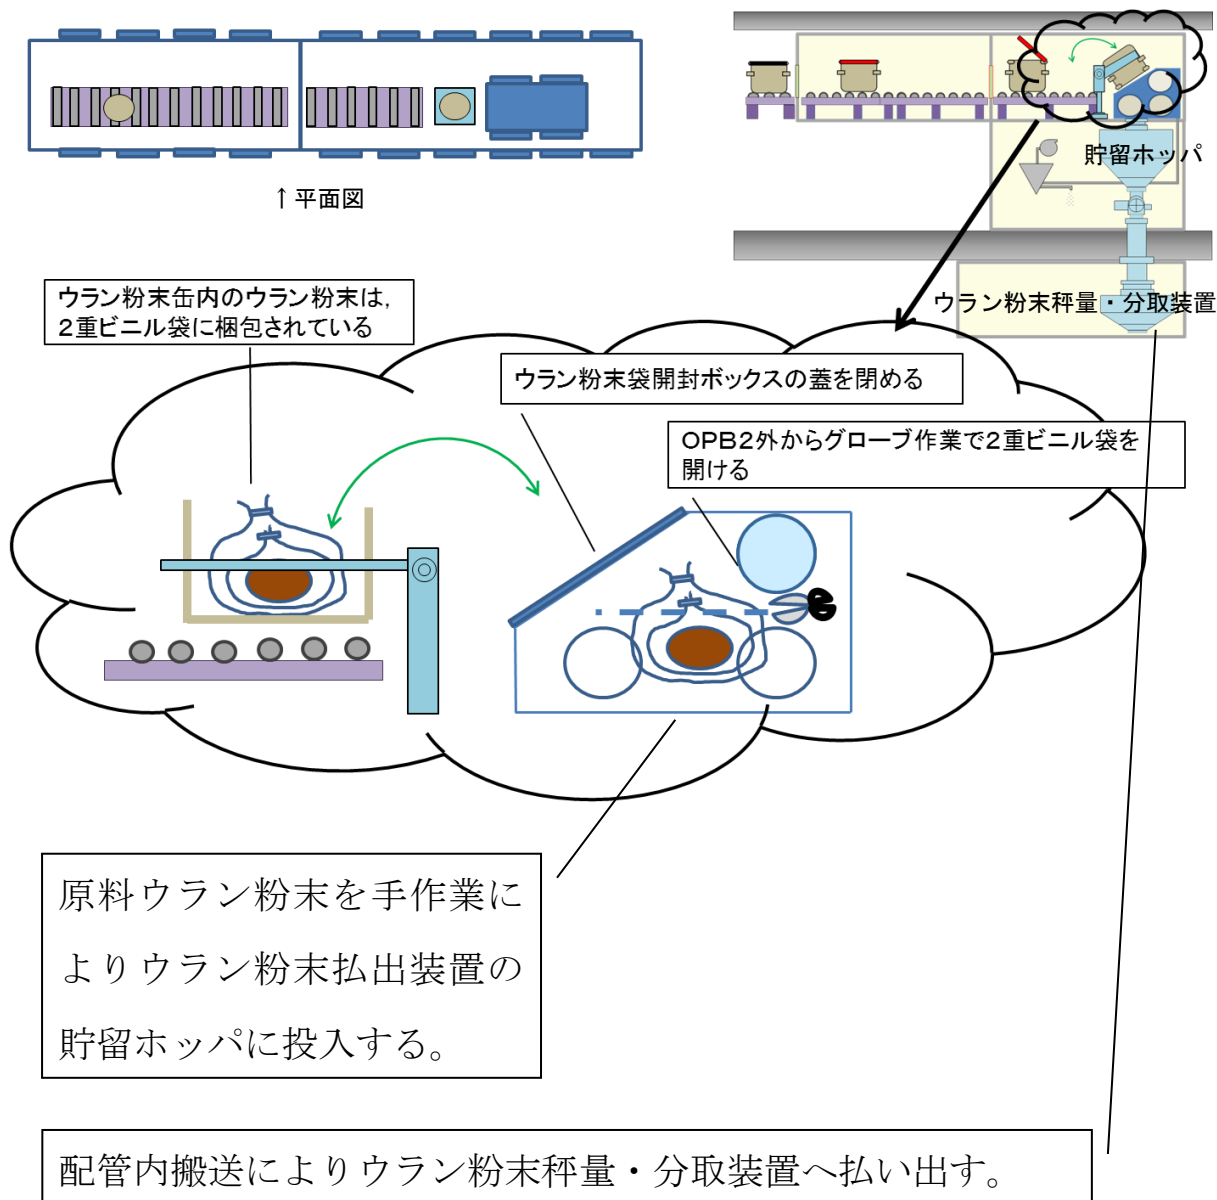 ↑平面図
貯留ホッパ
ウラン粉末秤量・分取装置
ウラン粉末缶内のウラン粉末は，
２重ビニル袋に梱包されている
ウラン粉末袋開封ボックスの蓋を閉める
ＯＰＢ２外からグローブ作業で２重ビニル袋を
開ける
原料ウラン粉末を手作業に
よりウラン粉末払出装置の
貯留ホッパに投入する。
配管内搬送によりウラン粉末秤量・分取装置へ払い出す。